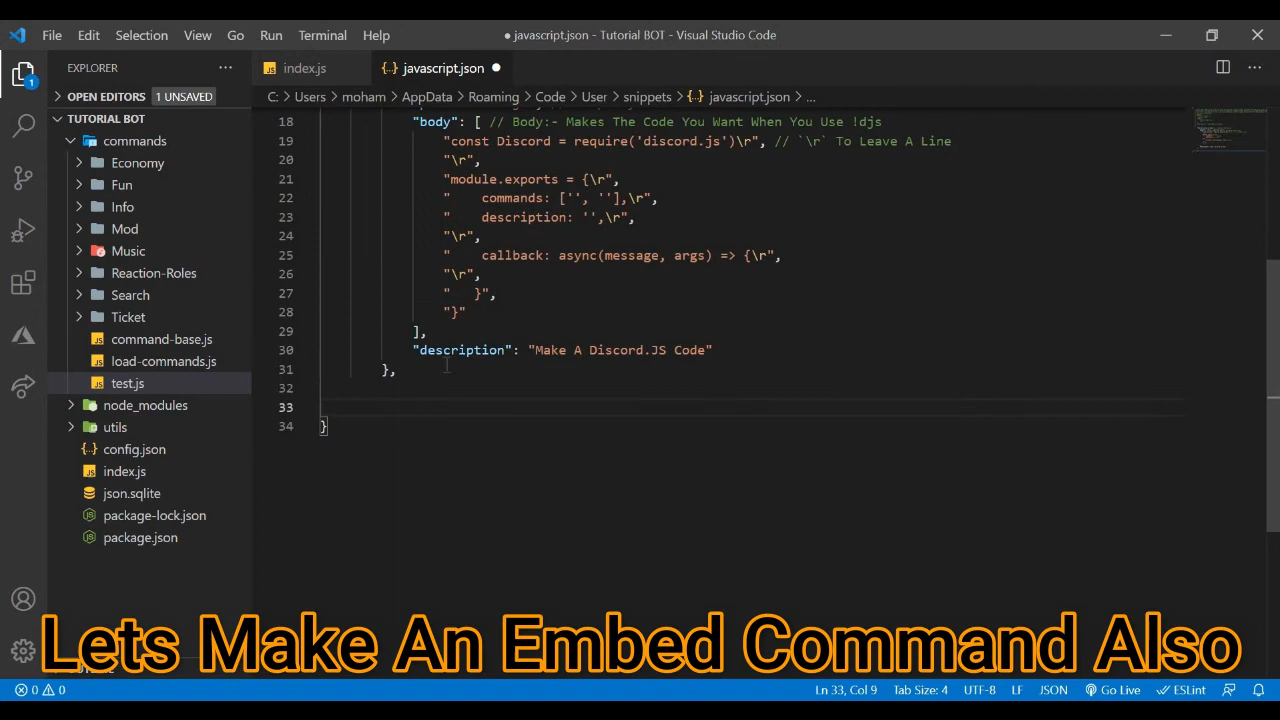 File Edit Selection View Go Run Terminal Help
● javascript.json - Tutorial BOT - Visual Studio Code
EXPLORER
index.js
javascript.json
OPEN EDITORS 1 UNSAVED
C: > Users > moham > AppData > Roaming > Code > User > snippets > {..} javascript.json > ...
TUTORIAL BOT
commands
Economy
Fun
Info
Mod
Music
Reaction-Roles
Search
Ticket
command-base.js
load-commands.js
test.js
node_modules
utils
config.json
index.js
json.sqlite
package-lock.json
package.json
18 "body": [ // Body:- Makes The Code You Want When You Use !djs
19 "const Discord = require('discord.js')\r", // `\r` To Leave A Line
20 "\r",
21 "module.exports = {\r",
22 "    commands: ['', ''],\r",
23 "    description: '',\r",
24 "\r",
25 "    callback: async(message, args) => {\r",
26 "\r",
27 "   }",
28 "}"
29 ],
30 "description": "Make A Discord.JS Code"
31 },
32
33
34 }
Lets Make An Embed Command Also
0 0
Ln 33, Col 9 Tab Size: 4 UTF-8 LF JSON Go Live ESLint